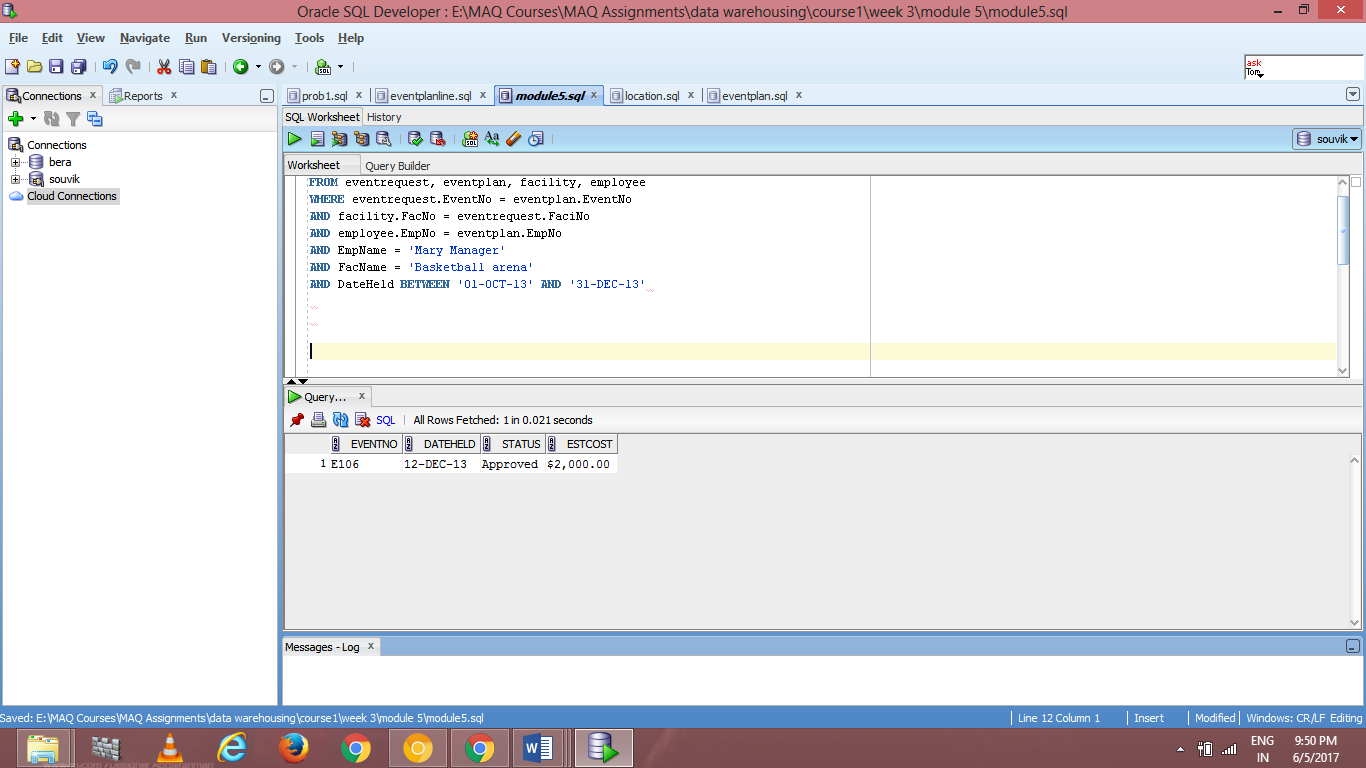 Oracle SQL Developer : E:\MAQ Courses\MAQ Assignments\data warehousing\course1\week 3\module 5\module5.sql
File Edit View Navigate Run Versioning Tools Help
ask
Tom
Connections x Reports x
prob1.sql x eventplanline.sql x module5.sql x location.sql x eventplan.sql x
SQL Worksheet History
souvik
Worksheet Query Builder
Connections
bera
souvik
Cloud Connections
FROM eventrequest, eventplan, facility, employee
WHERE eventrequest.EventNo = eventplan.EventNo
AND facility.FacNo = eventrequest.FaciNo
AND employee.EmpNo = eventplan.EmpNo
AND EmpName = 'Mary Manager'
AND FacName = 'Basketball arena'
AND DateHeld BETWEEN '01-OCT-13' AND '31-DEC-13'
Query... x
SQL | All Rows Fetched: 1 in 0.021 seconds
EVENTNO DATEHELD STATUS ESTCOST
1 E106 12-DEC-13 Approved $2,000.00
Messages - Log x
Saved: E:\MAQ Courses\MAQ Assignments\data warehousing\course1\week 3\module 5\module5.sql
Line 12 Column 1 | Insert | Modified | Windows: CR/LF Editing
ENG
IN
9:50 PM
6/5/2017